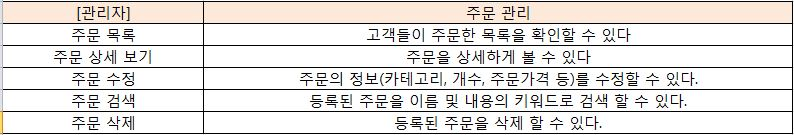 [관리자] 주문 관리
주문 목록 고객들이 주문한 목록을 확인할 수 있다
주문 상세 보기 주문을 상세하게 볼 수 있다
주문 수정 주문의 정보(카테고리, 개수, 주문가격 등)를 수정할 수 있다.
주문 검색 등록된 주문을 이름 및 내용의 키워드로 검색 할 수 있다.
주문 삭제 등록된 주문을 삭제 할 수 있다.